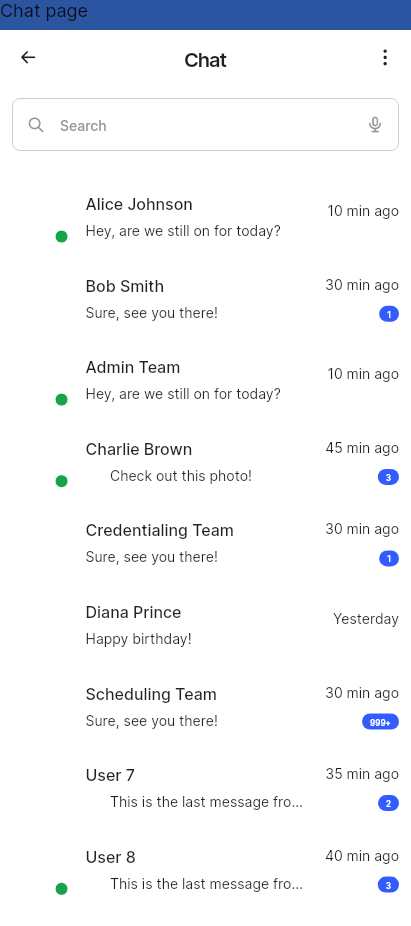 Chat page
Chat
Search
Alice Johnson
10 min ago
Hey, are we still on for today?
Bob Smith
30 min ago
Sure, see you there!
1
Admin Team
10 min ago
Hey, are we still on for today?
Charlie Brown
45 min ago
Check out this photo!
3
Credentialing Team
30 min ago
Sure, see you there!
1
Diana Prince
Yesterday
Happy birthday!
Scheduling Team
30 min ago
Sure, see you there!
999+
User 7
35 min ago
This is the last message fro...
2
User 8
40 min ago
This is the last message fro...
3